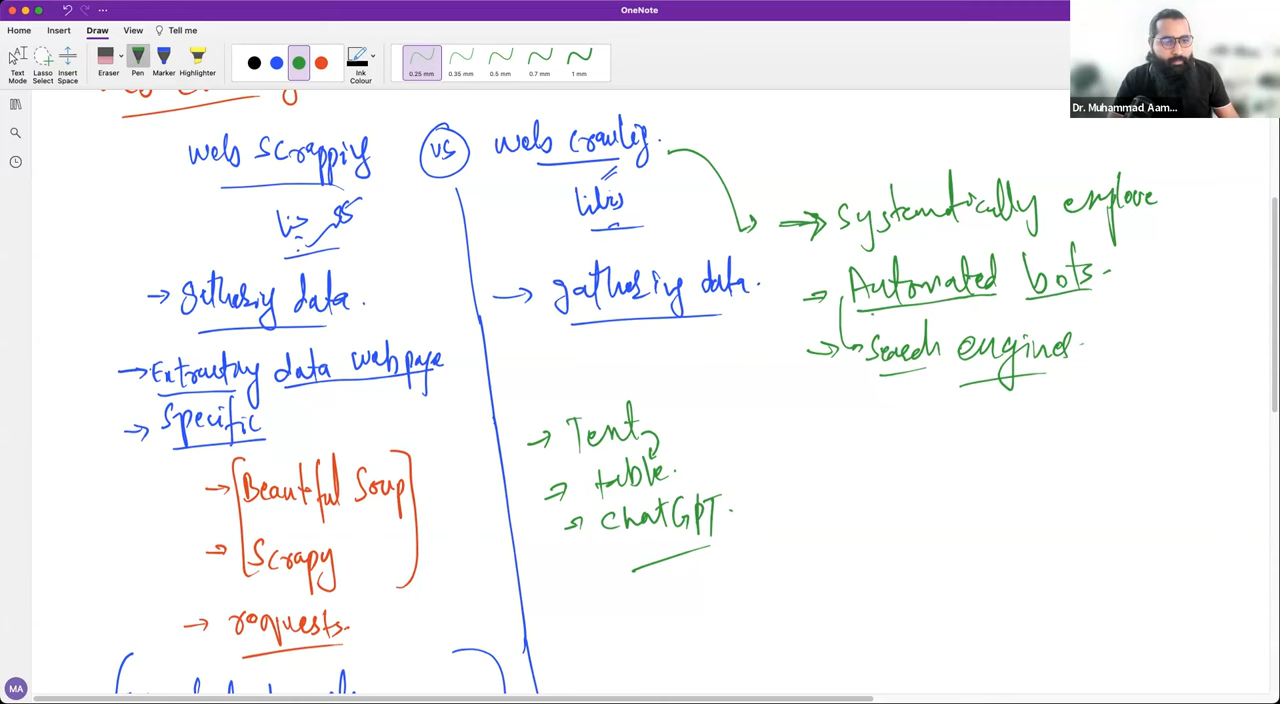 OneNote
Home Insert Draw View Tell me
Text Mode
Lasso Select
Insert Space
Eraser
Pen
Marker
Highlighter
Ink Colour
0.25 mm
0.35 mm
0.5 mm
0.7 mm
1 mm
Dr. Muhammad Aam...
web Scrapping
VS
web crawlig.
gathering data.
Extracting data webpage
Specific
Beautiful Soup
Scrapy
requests.
gathering data.
Systematically explore
Automated bots.
Search engines.
Text
table.
chatGPT.
MA